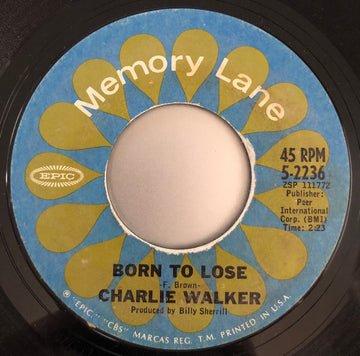 Memory Lane
EPIC
45 RPM
5-2236
ZSP 111772
Publisher:
Peer
International
Corp. (BMI)
Time: 2:23
BORN TO LOSE
-F. Brown-
CHARLIE WALKER
Produced by Billy Sherrill
® "EPIC," "CBS" MARCAS REG. T.M. PRINTED IN U.S.A.